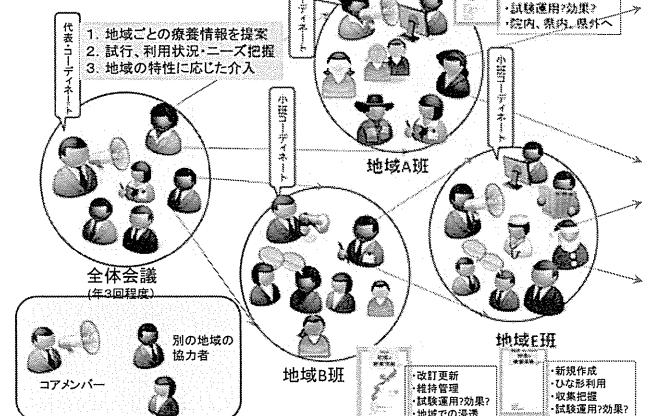 代表・コーディネート
1. 地域ごとの療養情報を提案
2. 試行、利用状況・ニーズ把握
3. 地域の特性に応じた介入
・試験運用?効果?
・院内、県内、県外へ
小班コーディネート
小班コーディネート
地域A班
全体会議
(年3回程度)
地域B班
地域E班
コアメンバー
別の地域の
協力者
・改訂更新
・維持管理
・試験運用?効果?
・地域での浸透
・新規作成
・ひな形利用
・収集把握
・試験運用?効果?